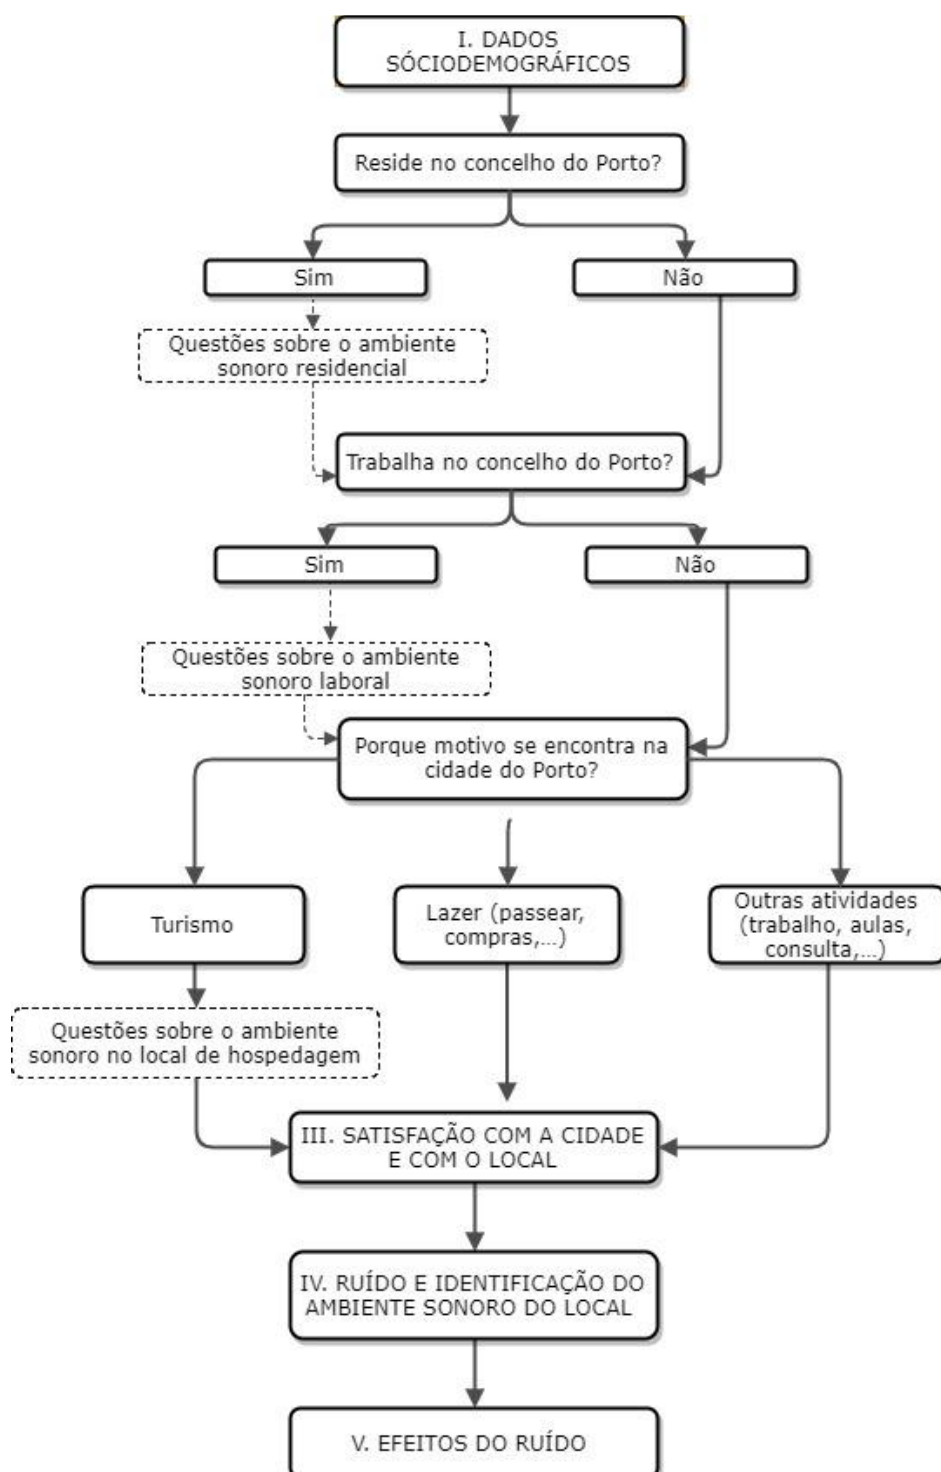 I. DADOS
SÓCIODEMOGRÁFICOS
Reside no concelho do Porto?
Sim
Não
Questões sobre o ambiente
sonoro residencial
Trabalha no concelho do Porto?
Sim
Não
Questões sobre o ambiente
sonoro laboral
Porque motivo se encontra na
cidade do Porto?
Turismo
Lazer (passear,
compras,...)
Outras atividades
(trabalho, aulas,
consulta,...)
Questões sobre o ambiente
sonoro no local de hospedagem
III. SATISFAÇÃO COM A CIDADE
E COM O LOCAL
IV. RUÍDO E IDENTIFICAÇÃO DO
AMBIENTE SONORO DO LOCAL
V. EFEITOS DO RUÍDO